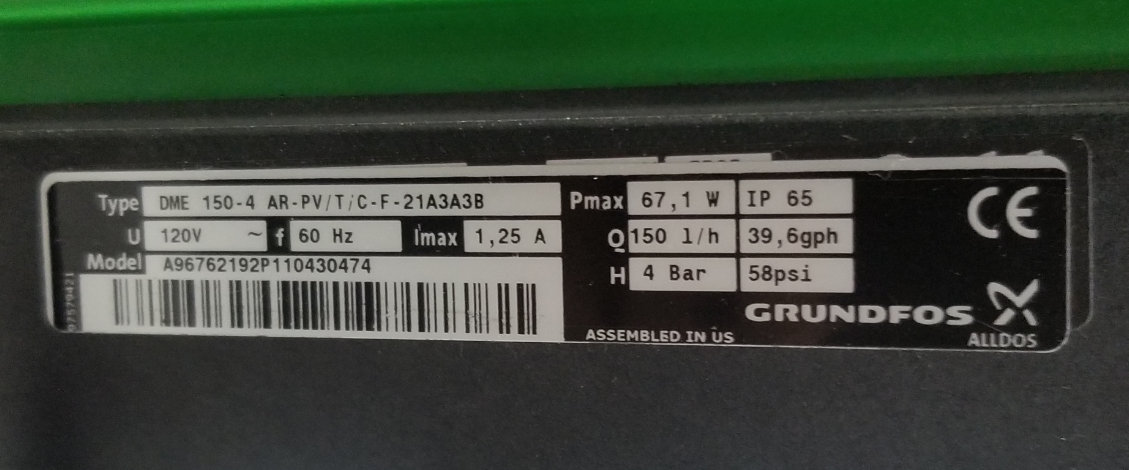 Type DME 150-4 AR-PV/T/C-F-21A3A3B Pmax 67,1 W IP 65
U 120V ~ f 60 Hz Imax 1,25 A Q 150 l/h 39,6gph
Model A96762192P110430474 H 4 Bar 58psi
97579421
CE
GRUNDFOS
ASSEMBLED IN US
ALLDOS